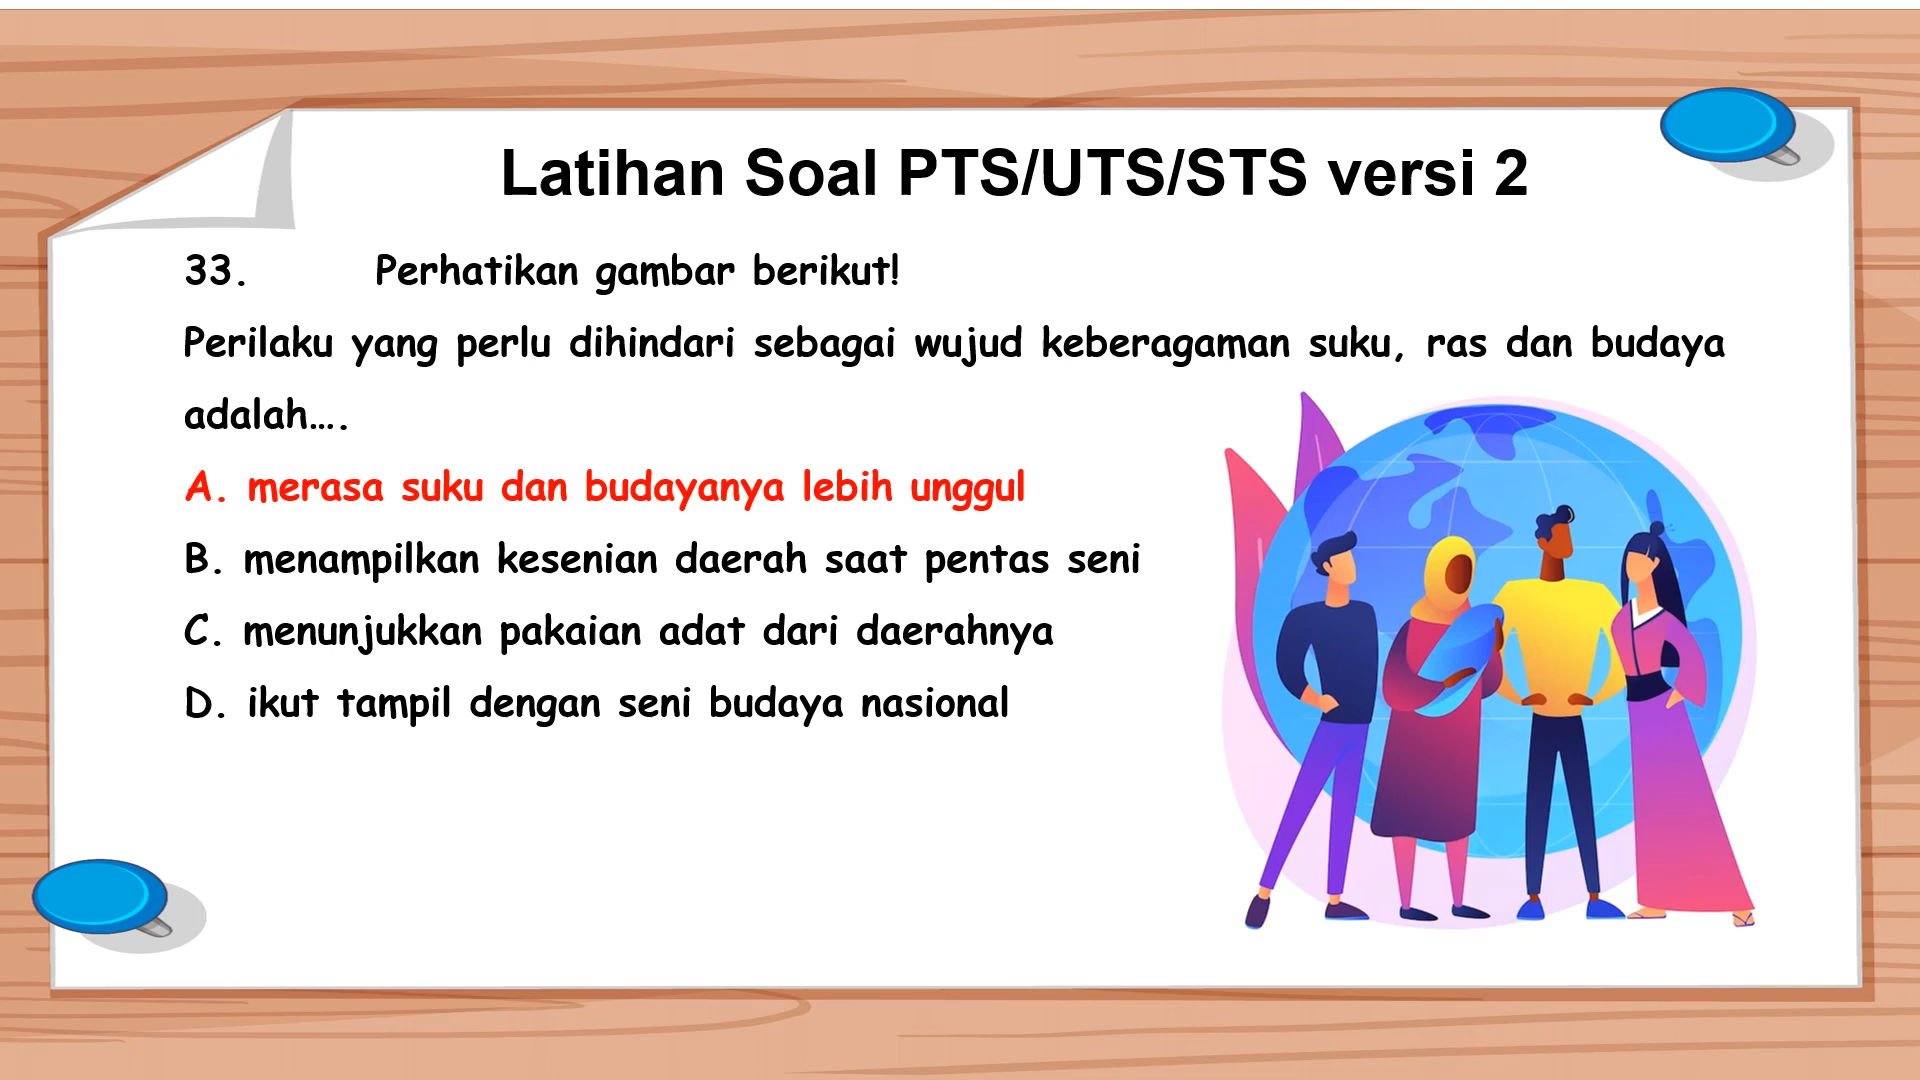 Latihan Soal PTS/UTS/STS versi 2
33. Perhatikan gambar berikut!
Perilaku yang perlu dihindari sebagai wujud keberagaman suku, ras dan budaya
adalah....
A. merasa suku dan budayanya lebih unggul
B. menampilkan kesenian daerah saat pentas seni
C. menunjukkan pakaian adat dari daerahnya
D. ikut tampil dengan seni budaya nasional